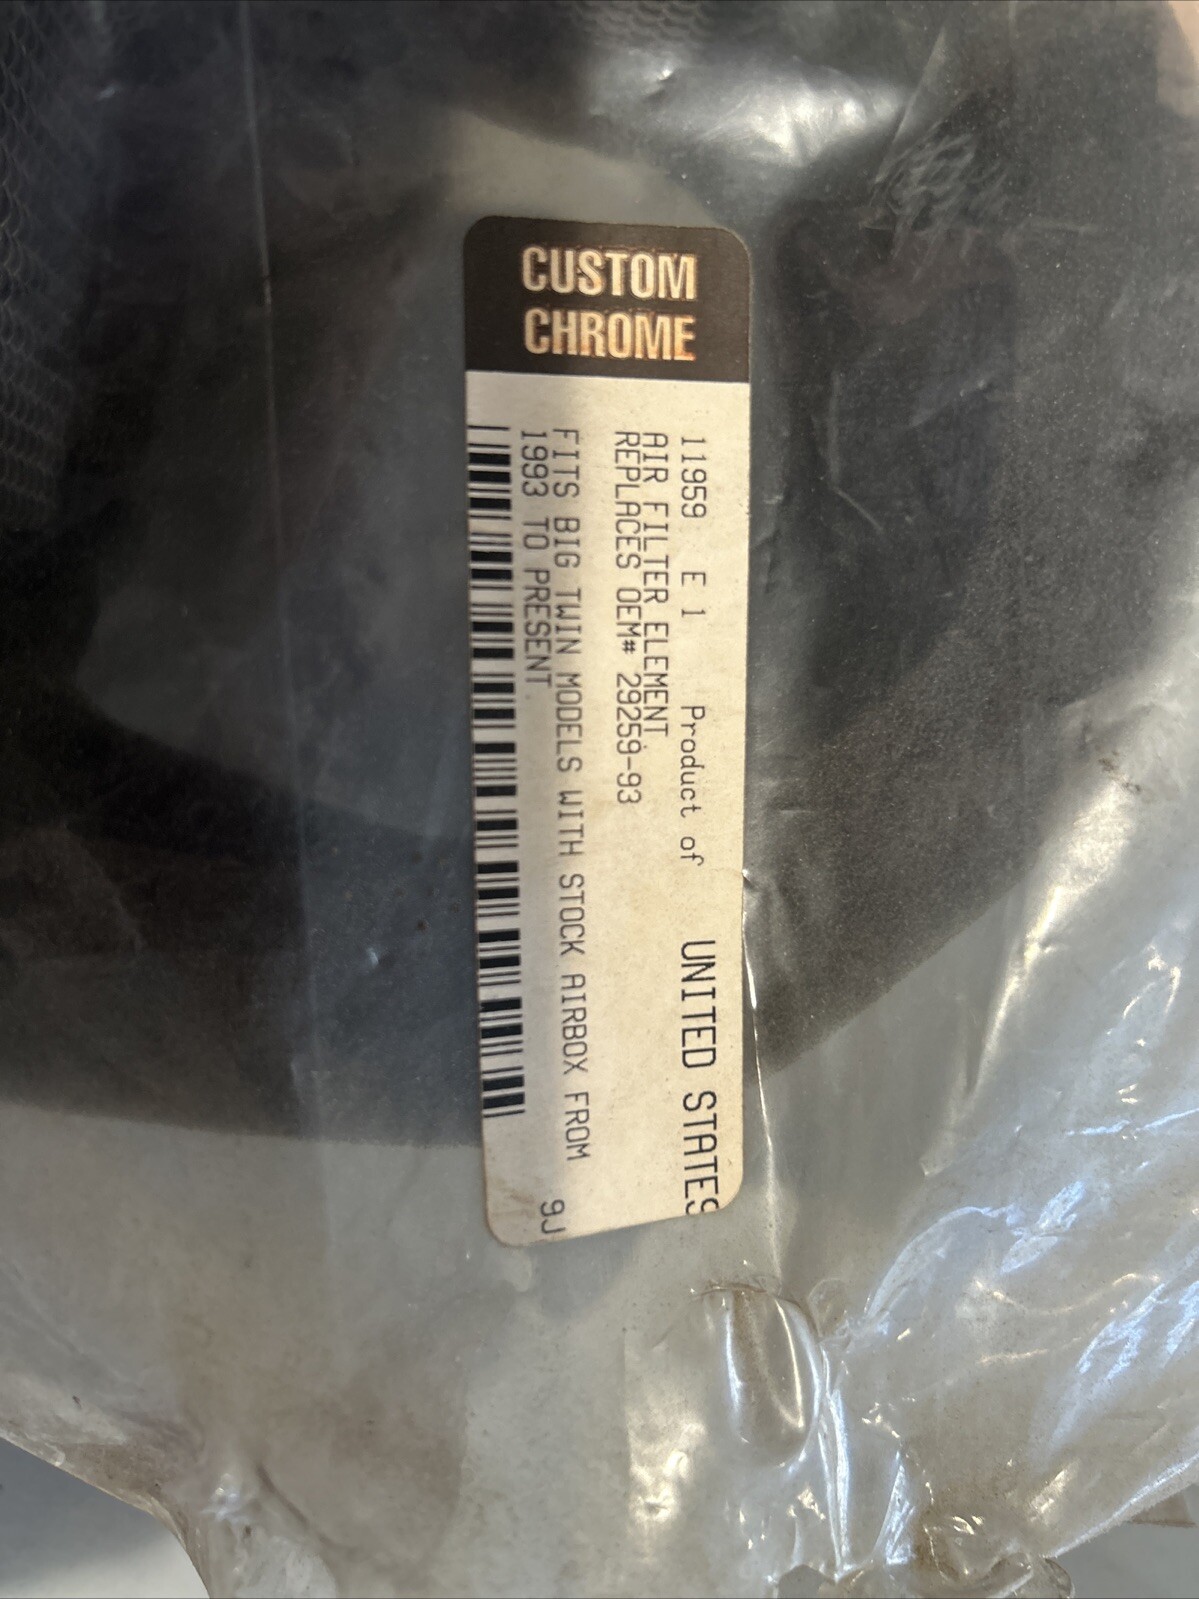 CUSTOM
CHROME
11959 E 1 Product of UNITED STATES
AIR FILTER ELEMENT.
REPLACES OEM# 29259-93
FITS BIG TWIN MODELS WITH STOCK AIRBOX FROM
1993 TO PRESENT.
9J